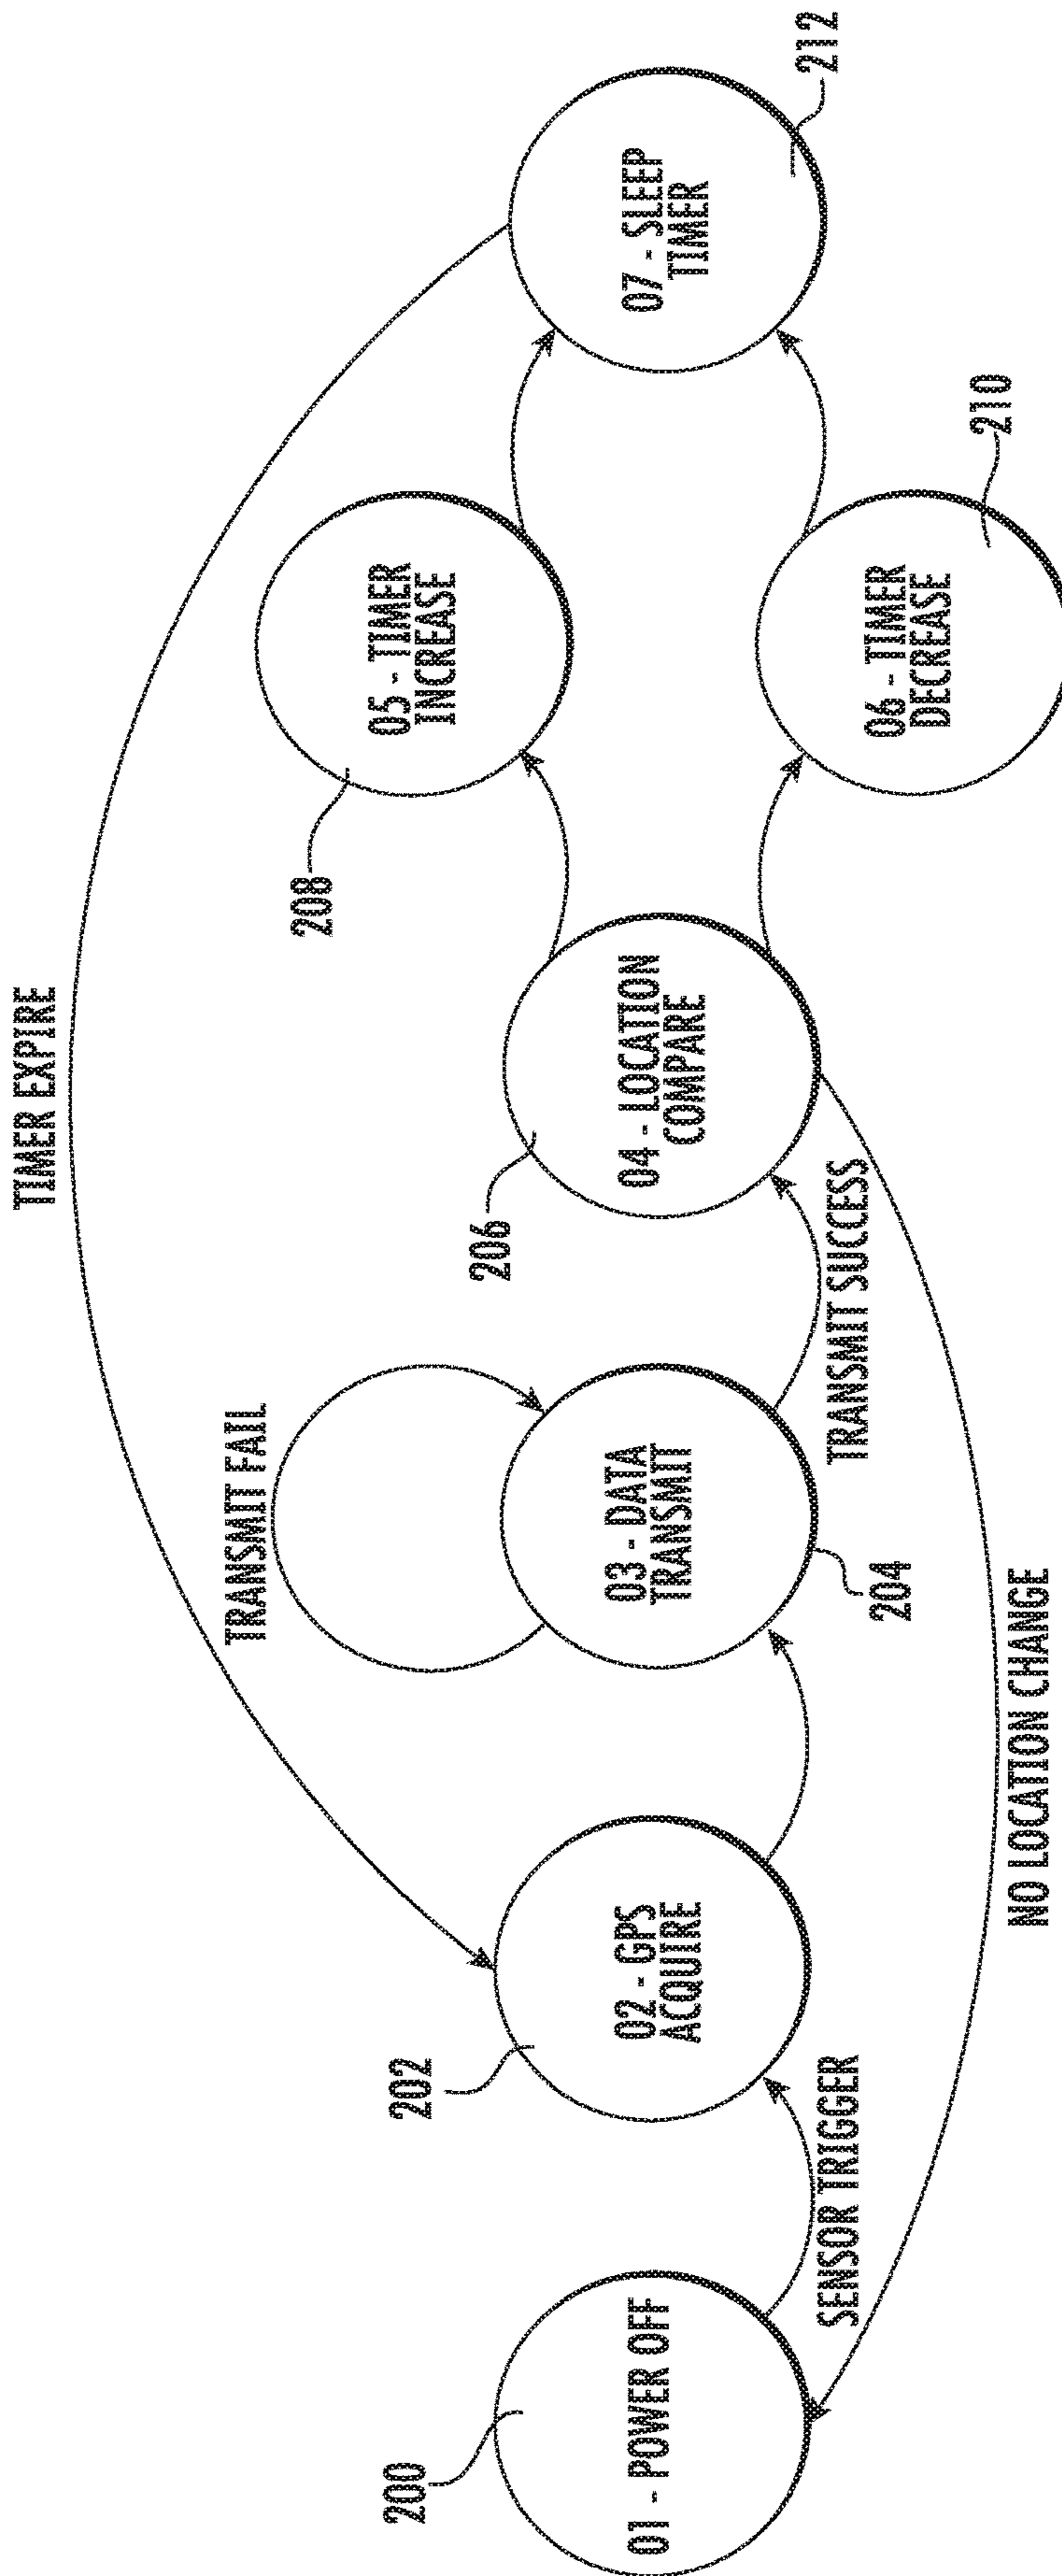 TIMER EXPIRE
TRANSMIT FAIL
200
01 - POWER OFF
SENSOR TRIGGER
202
02 - GPS
ACQUIRE
03 - DATA
TRANSMIT
204
TRANSMIT SUCCESS
206
04 - LOCATION
COMPARE
208
05 - TIMER
INCREASE
06 - TIMER
DECREASE
210
07 - SLEEP
TIMER
212
NO LOCATION CHANGE